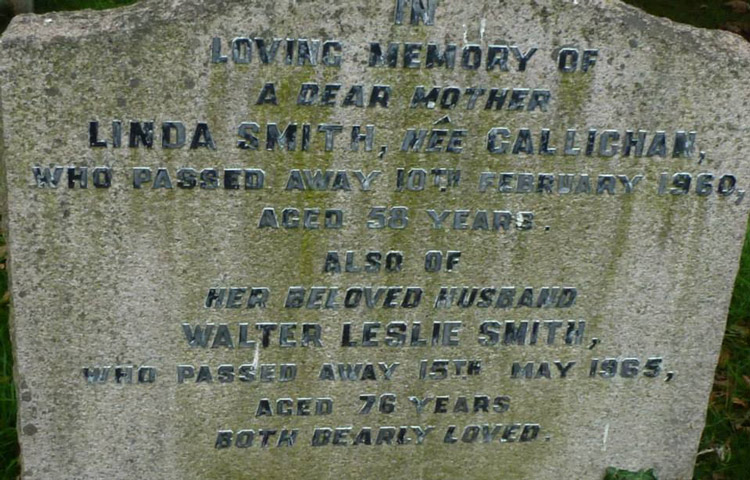 IN
LOVING MEMORY OF
A DEAR MOTHER
LINDA SMITH, NÉE CALLICHAN,
WHO PASSED AWAY 10TH FEBRUARY 1960,
AGED 58 YEARS.
ALSO OF
HER BELOVED HUSBAND
WALTER LESLIE SMITH,
WHO PASSED AWAY 15TH MAY 1965,
AGED 76 YEARS
BOTH DEARLY LOVED.